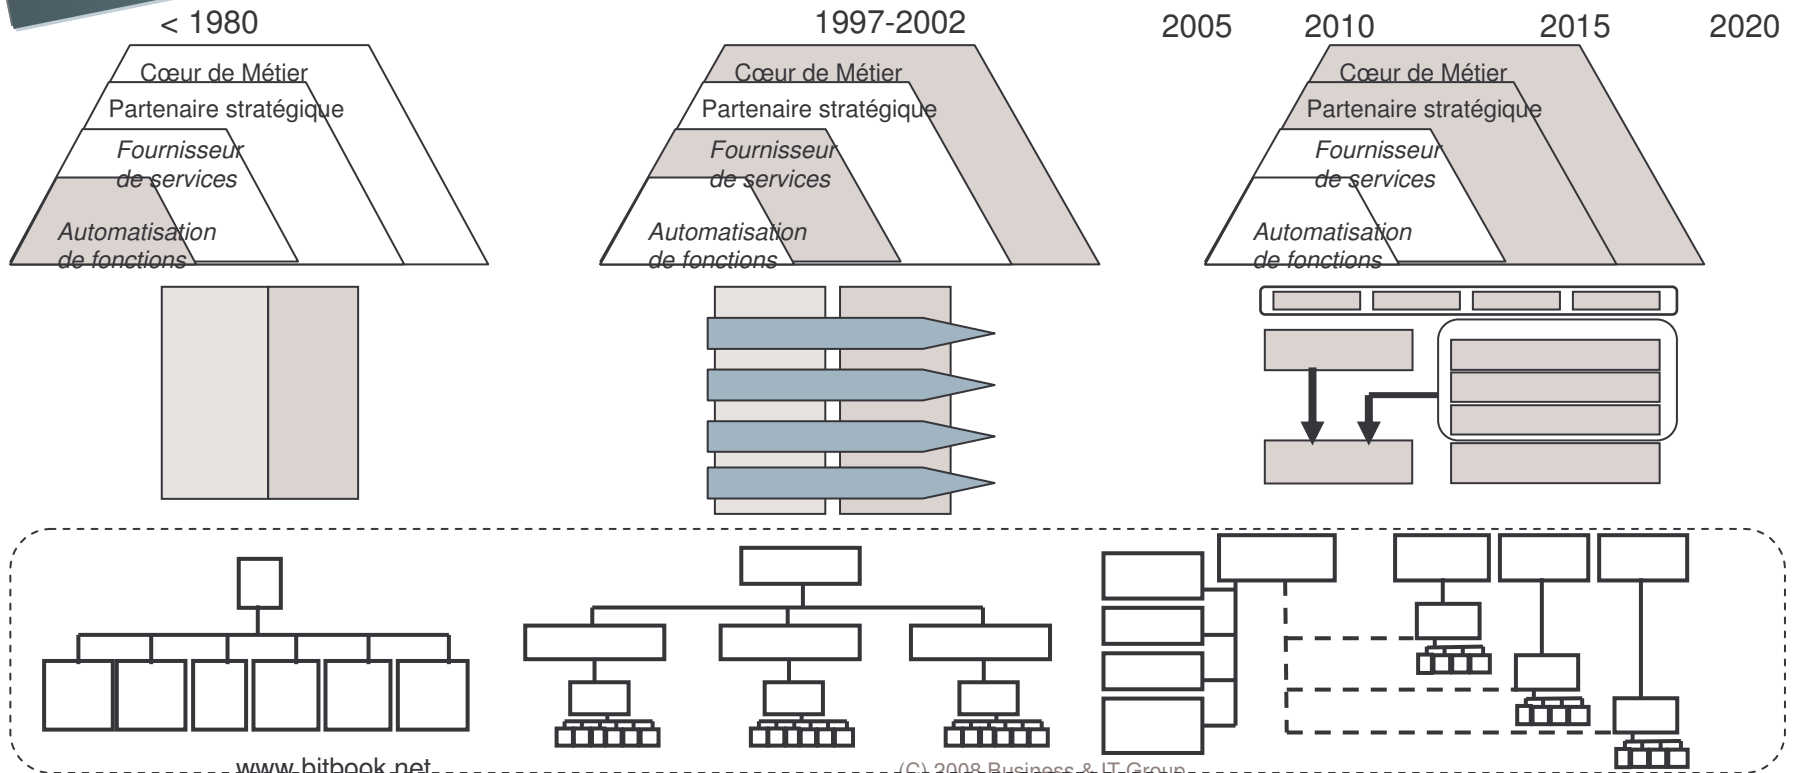 < 1980
1997-2002
2005
2010
2015
2020
Cœur de Métier
Partenaire stratégique
Fournisseur
de services
Automatisation
de fonctions
Cœur de Métier
Partenaire stratégique
Fournisseur
de services
Automatisation
de fonctions
Cœur de Métier
Partenaire stratégique
Fournisseur
de services
Automatisation
de fonctions
www.bitbook.net
(C) 2008 Business & IT Group